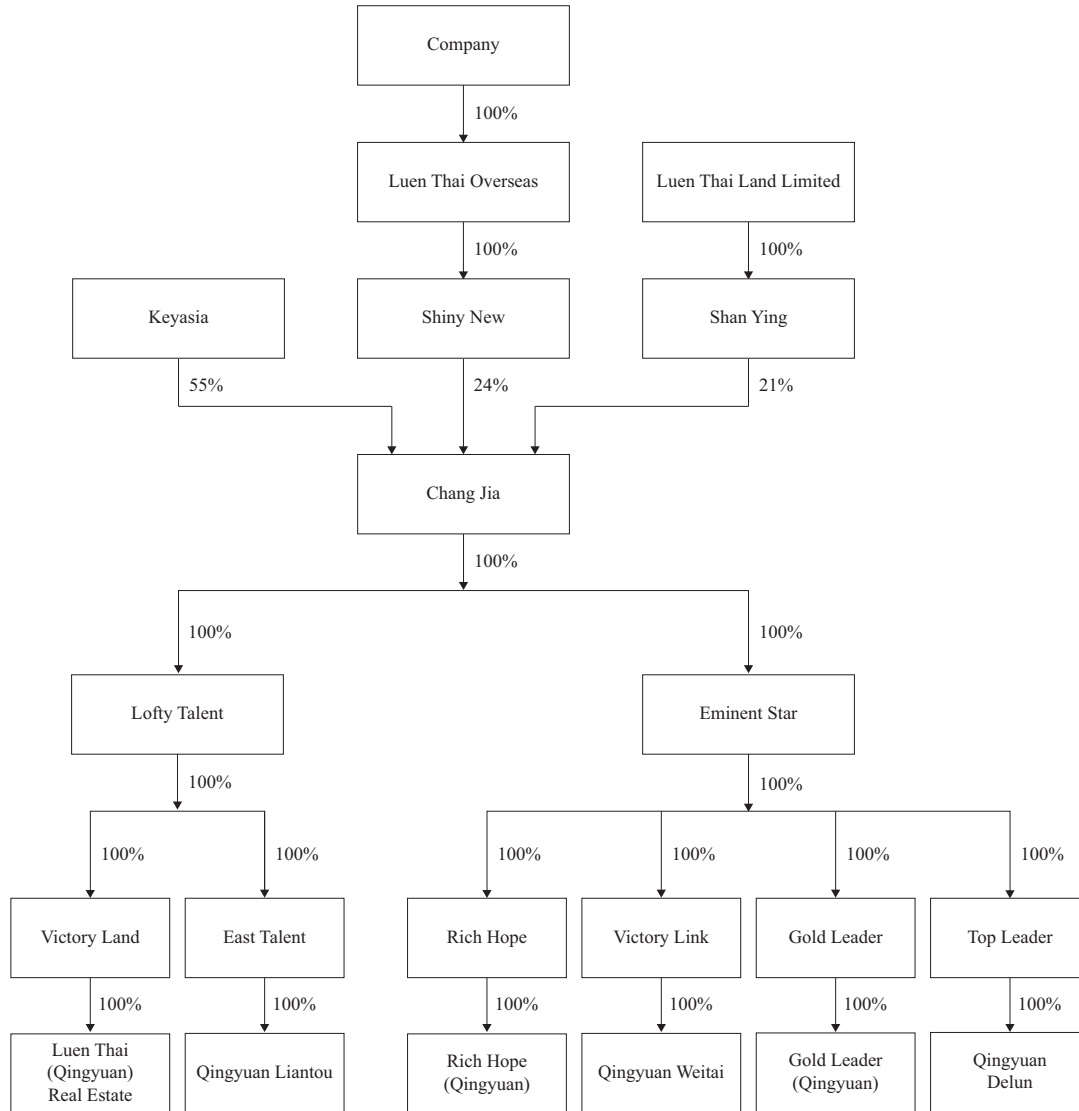 Company
100%
Luen Thai Overseas
Luen Thai Land Limited
100%
100%
Keyasia
Shiny New
Shan Ying
55%
24%
21%
Chang Jia
100%
100%
100%
Lofty Talent
Eminent Star
100%
100%
100%
100%
100%
100%
100%
100%
Victory Land
East Talent
Rich Hope
Victory Link
Gold Leader
Top Leader
100%
100%
100%
100%
100%
100%
Luen Thai
(Qingyuan)
Real Estate
Qingyuan Liantou
Rich Hope
(Qingyuan)
Qingyuan Weitai
Gold Leader
(Qingyuan)
Qingyuan
Delun